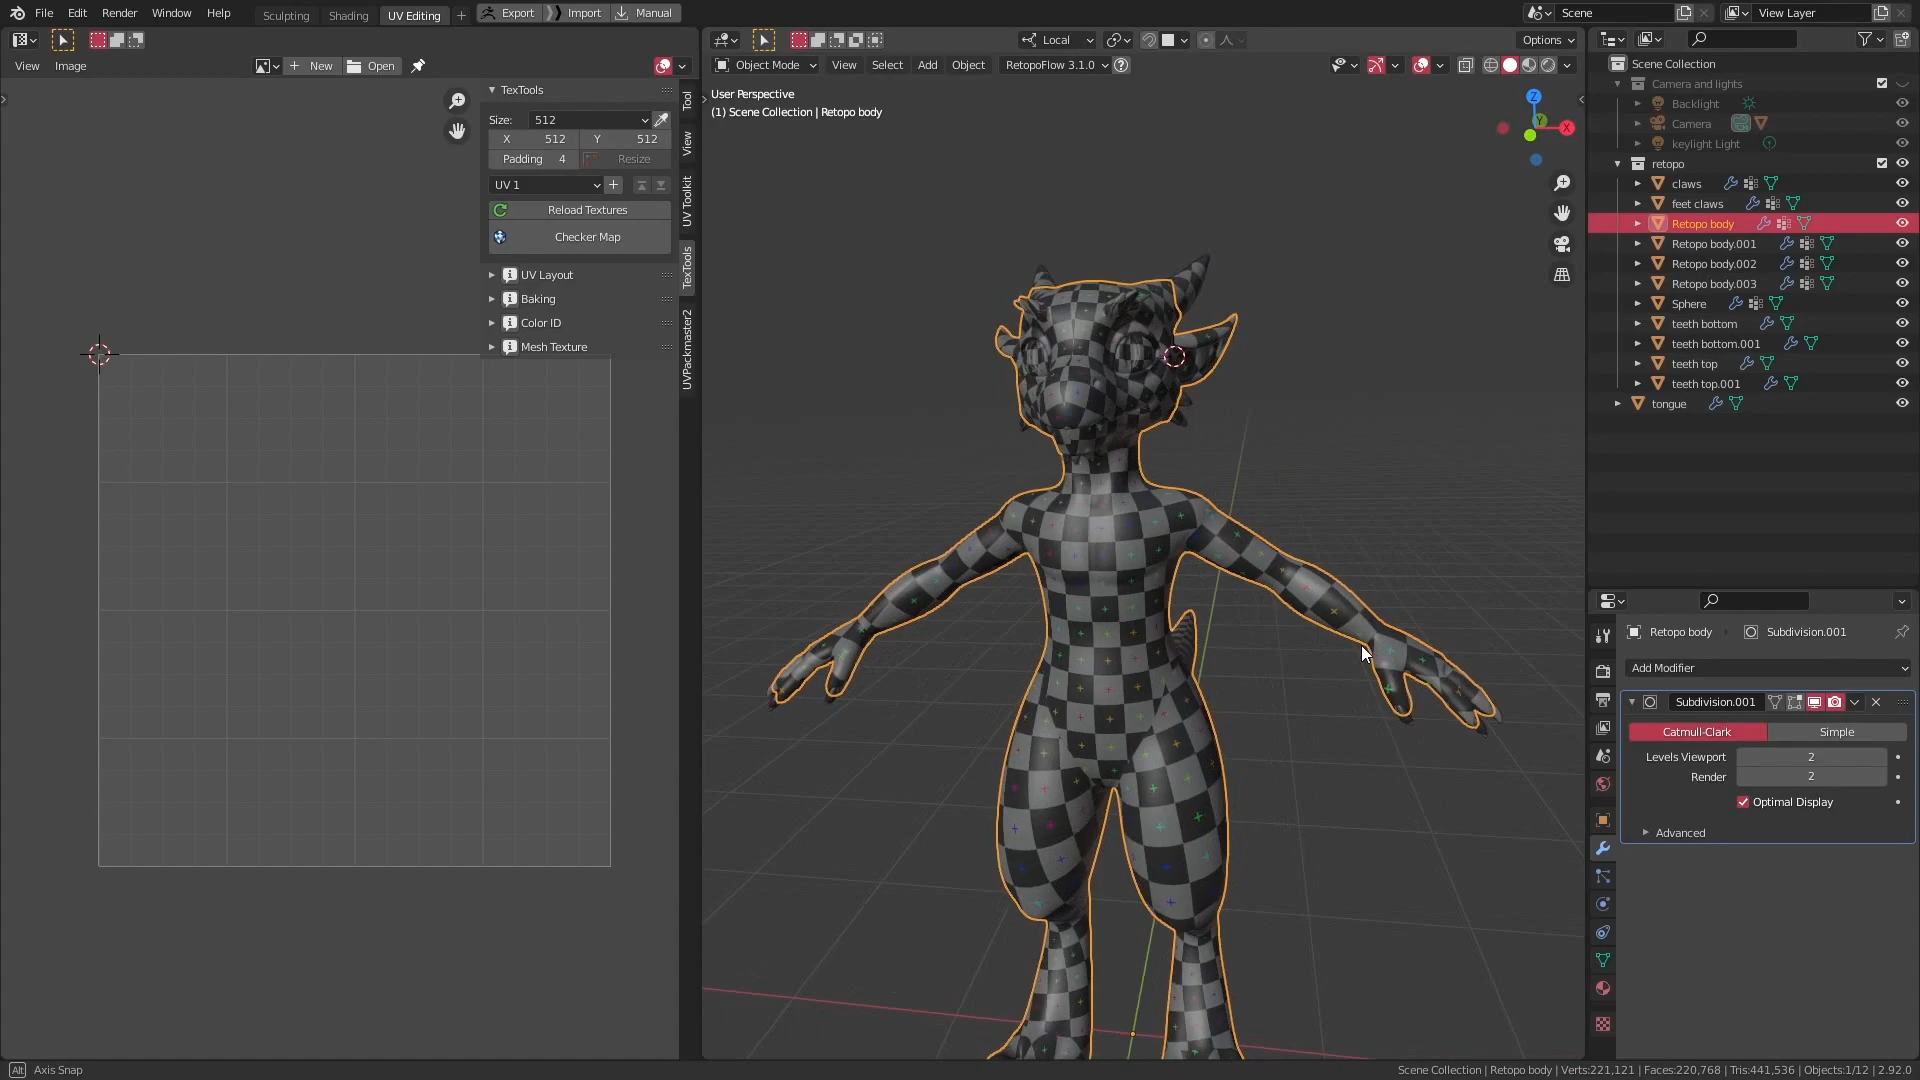 File Edit Render Window Help Sculpting Shading UV Editing + Export Import Manual Scene View Layer
Local Options
View Image New Open Object Mode View Select Add Object RetopoFlow 3.1.0
TexTools
Size: 512
X 512 Y 512
Padding 4 Resize
UV 1
Reload Textures
Checker Map
UV Layout
Baking
Color ID
Mesh Texture
Tool
View
UV Toolkit
TexTools
UVPackmaster2
User Perspective
(1) Scene Collection | Retopo body
Z
Y
X
Scene Collection
Camera and lights
Backlight
Camera
keylight Light
retopo
claws
feet claws
Retopo body
Retopo body.001
Retopo body.002
Retopo body.003
Sphere
teeth bottom
teeth bottom.001
teeth top
teeth top.001
tongue
Retopo body Subdivision.001
Add Modifier
Subdivision.001
Catmull-Clark Simple
Levels Viewport 2
Render 2
Optimal Display
Advanced
Alt Axis Snap
Scene Collection | Retopo body | Verts:221,121 | Faces:220,768 | Tris:441,536 | Objects:1/12 | 2.92.0